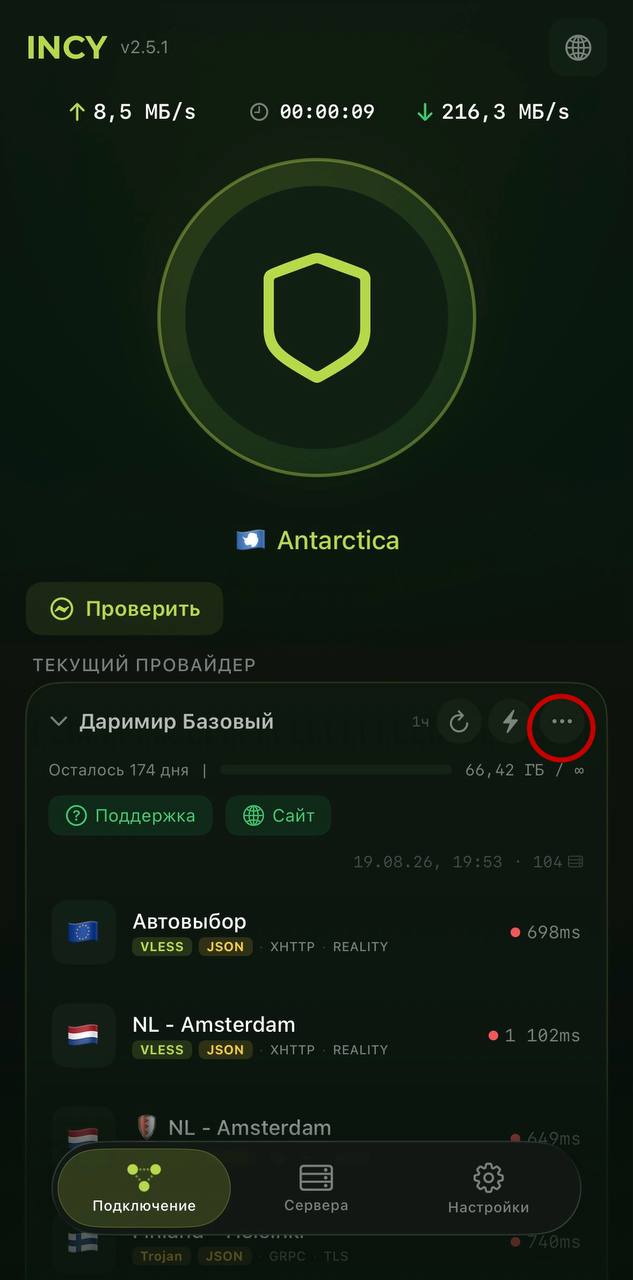 INCY v2.5.1
8,5 МБ/s 00:00:09 216,3 МБ/s
Antarctica
Проверить
ТЕКУЩИЙ ПРОВАЙДЕР
Даримир Базовый 1ч
Осталось 174 дня | 66,42 ГБ / ∞
Поддержка Сайт
19.08.26, 19:53 · 104
Автовыбор
698ms
VLESS JSON · XHTTP · REALITY
NL - Amsterdam
1 102ms
VLESS JSON · XHTTP · REALITY
NL - Amsterdam
649ms
Подключение Сервера Настройки
Finland - Helsinki
740ms
Trojan JSON · GRPC · TLS